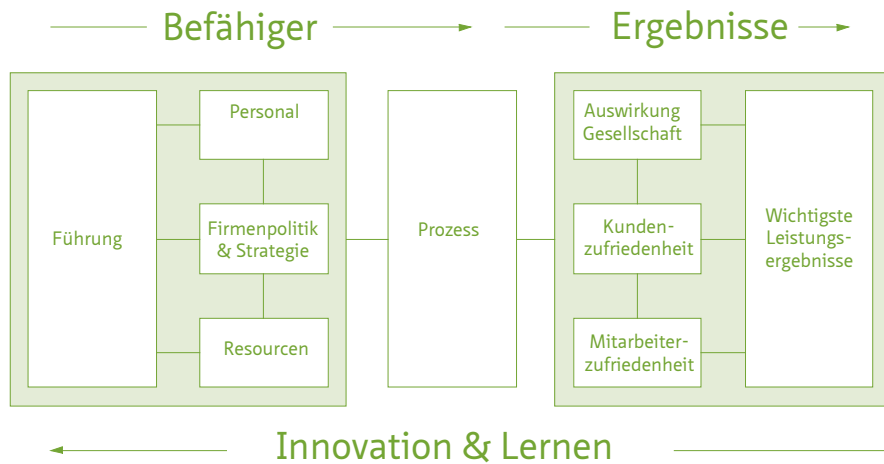 Befähiger
Ergebnisse
Führung
Personal
Firmenpolitik
& Strategie
Resourcen
Prozess
Auswirkung
Gesellschaft
Kunden-
zufriedenheit
Mitarbeiter-
zufriedenheit
Wichtigste
Leistungs-
ergebnisse
Innovation & Lernen